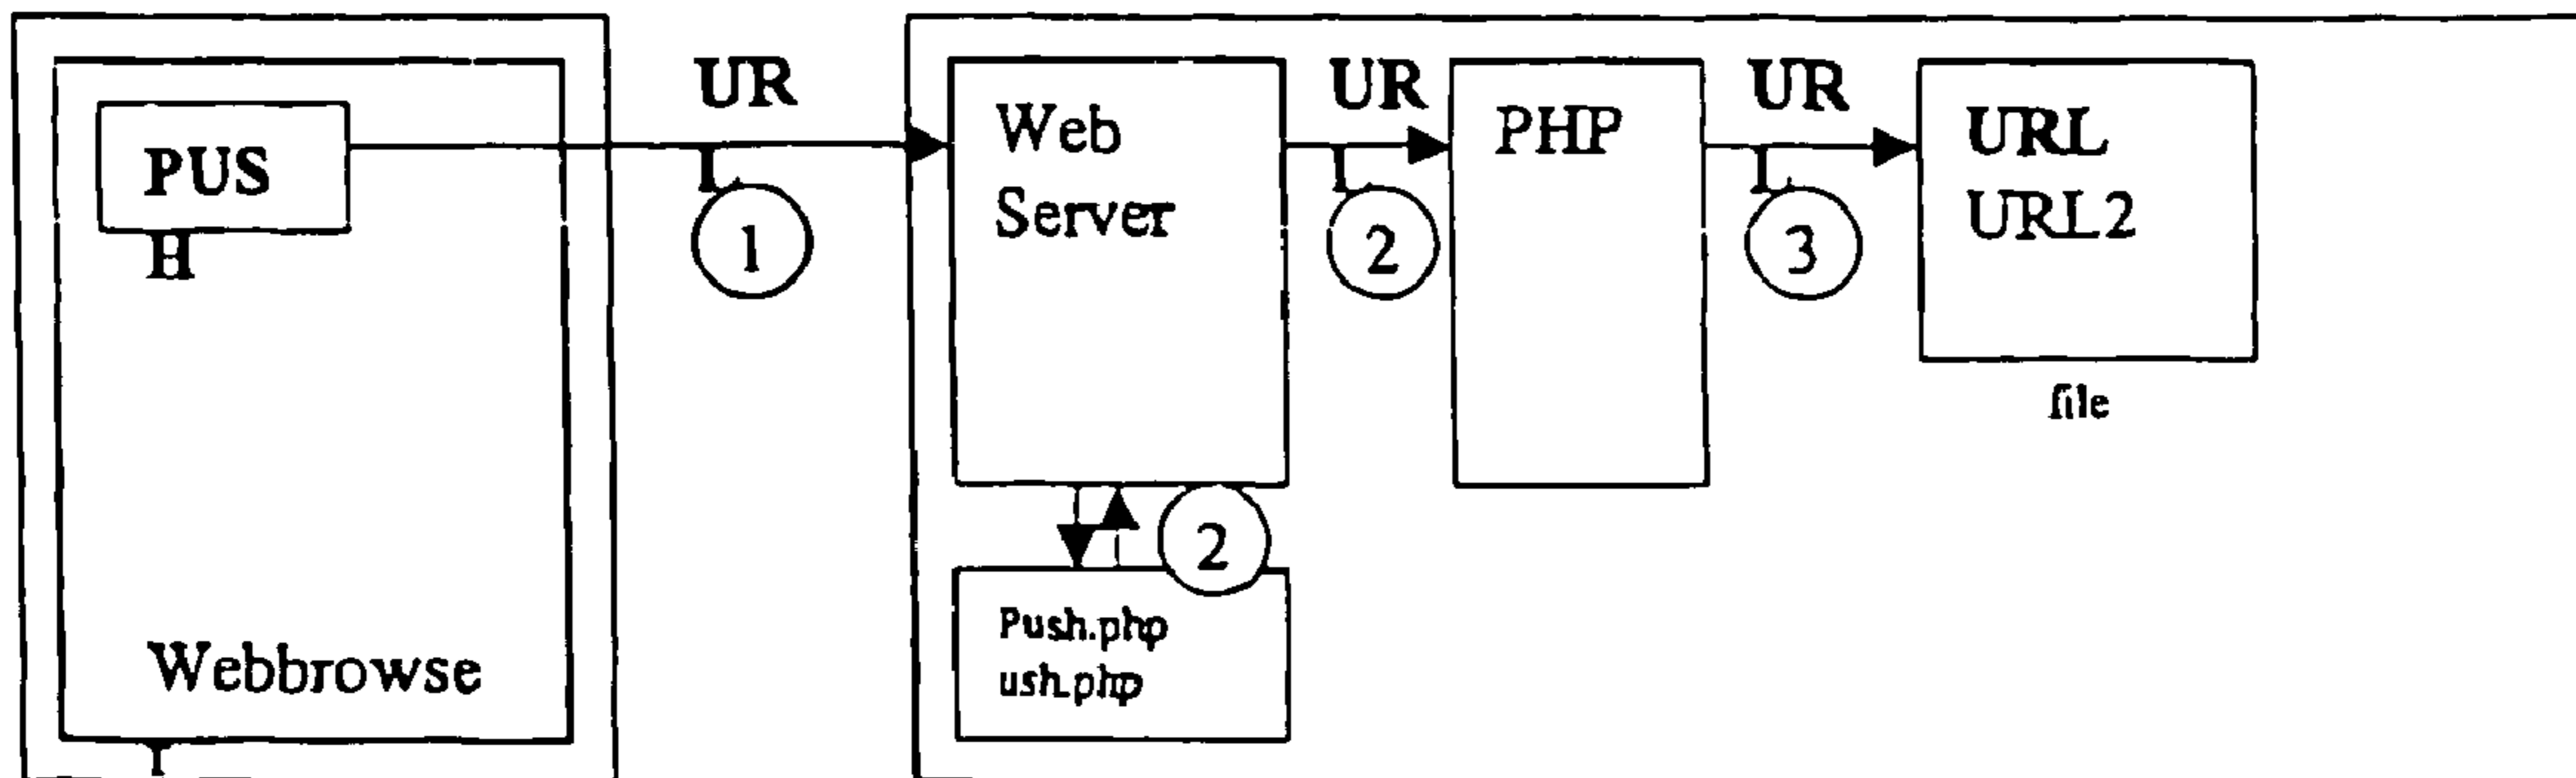 PUS
H
Webbrowse
r
UR
L
1
Web
Server
2
Push.php
ush.php
UR
L
2
PHP
UR
L
3
URL
URL2
file